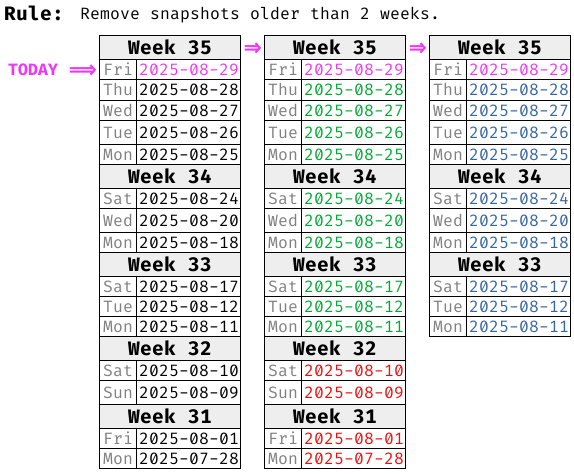 Rule: Remove snapshots older than 2 weeks.
Week 35 ⇒ Week 35 ⇒ Week 35
TODAY ⟹ Fri 2025-08-29 Fri 2025-08-29 Fri 2025-08-29
Thu 2025-08-28 Thu 2025-08-28 Thu 2025-08-28
Wed 2025-08-27 Wed 2025-08-27 Wed 2025-08-27
Tue 2025-08-26 Tue 2025-08-26 Tue 2025-08-26
Mon 2025-08-25 Mon 2025-08-25 Mon 2025-08-25
Week 34 Week 34 Week 34
Sat 2025-08-24 Sat 2025-08-24 Sat 2025-08-24
Wed 2025-08-20 Wed 2025-08-20 Wed 2025-08-20
Mon 2025-08-18 Mon 2025-08-18 Mon 2025-08-18
Week 33 Week 33 Week 33
Sat 2025-08-17 Sat 2025-08-17 Sat 2025-08-17
Tue 2025-08-12 Tue 2025-08-12 Tue 2025-08-12
Mon 2025-08-11 Mon 2025-08-11 Mon 2025-08-11
Week 32 Week 32
Sat 2025-08-10 Sat 2025-08-10
Sun 2025-08-09 Sun 2025-08-09
Week 31 Week 31
Fri 2025-08-01 Fri 2025-08-01
Mon 2025-07-28 Mon 2025-07-28